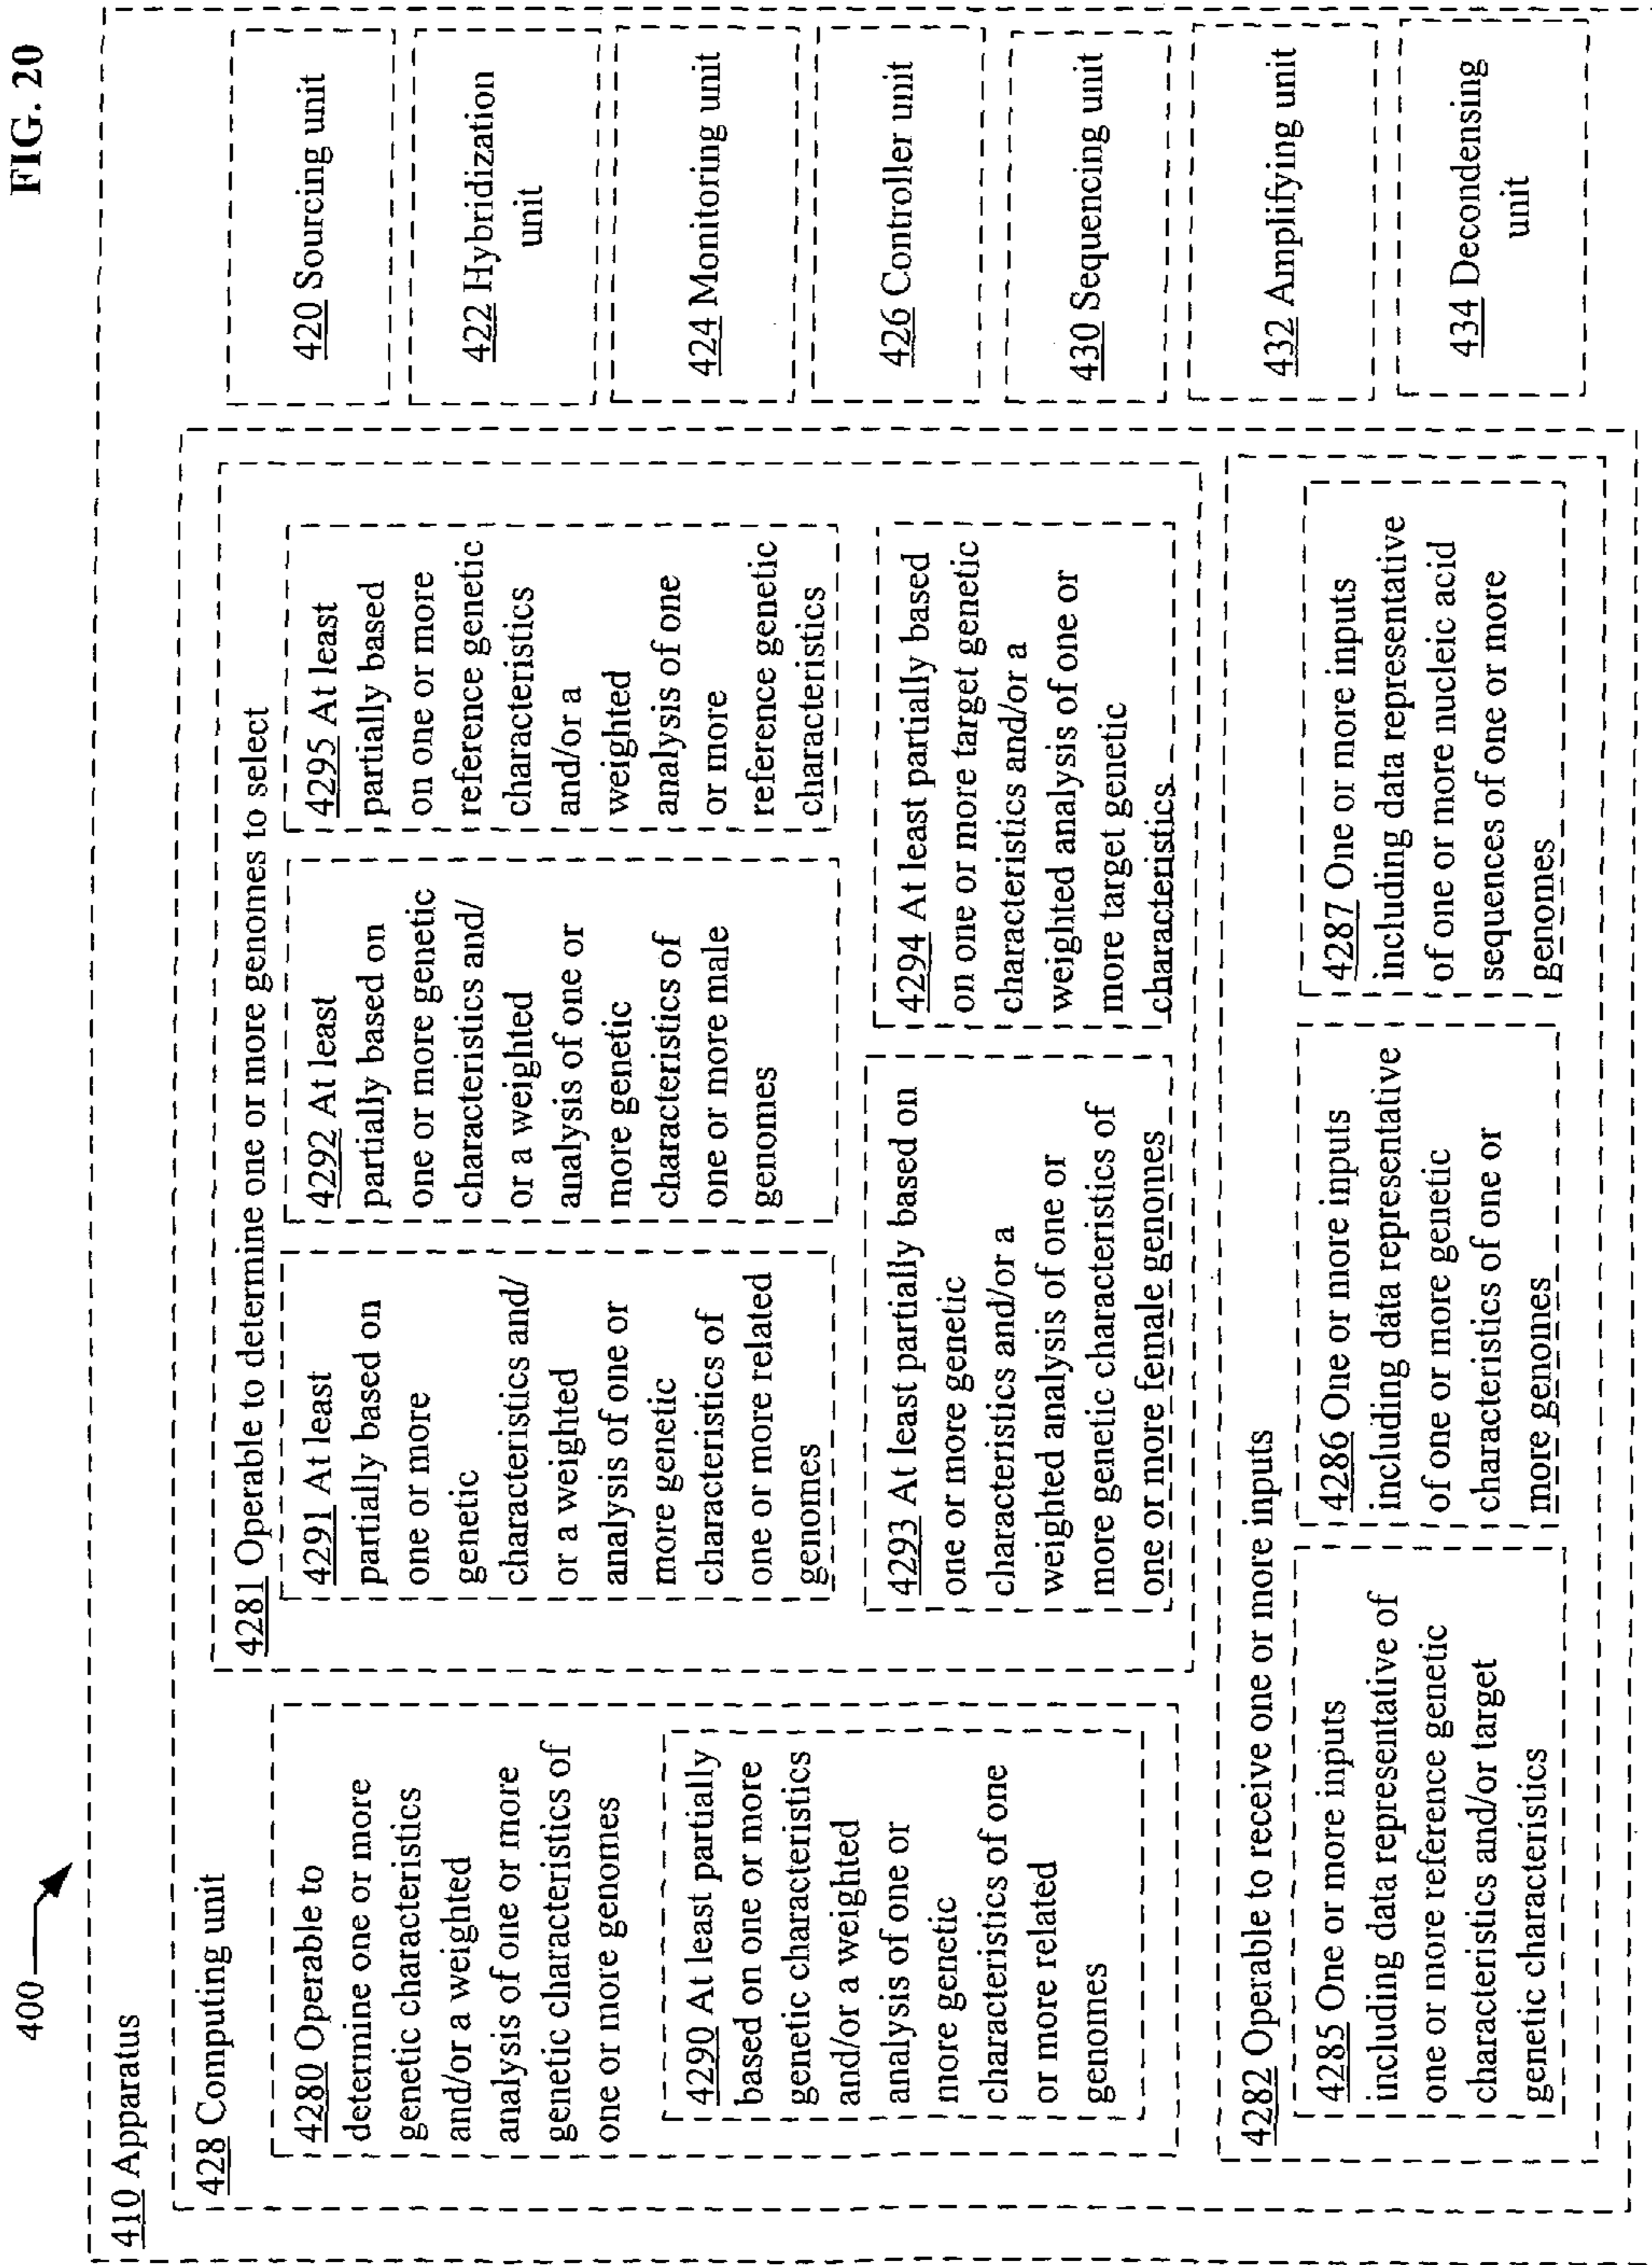 FIG. 20
400
410 Apparatus
428 Computing unit
4280 Operable to
determine one or more
genetic characteristics
and/or a weighted
analysis of one or more
genetic characteristics of
one or more genomes
4290 At least partially
based on one or more
genetic characteristics
and/or a weighted
analysis of one or
more genetic
characteristics of one
or more related
genomes
4281 Operable to determine one or more genomes to select
4291 At least
partially based on
one or more
genetic
characteristics and/
or a weighted
analysis of one or
more genetic
characteristics of
one or more related
genomes
4292 At least
partially based on
one or more genetic
characteristics and/
or a weighted
analysis of one or
more genetic
characteristics of
one or more male
genomes
4295 At least
partially based
on one or more
reference genetic
characteristics
and/or a
weighted
analysis of one
or more
reference genetic
characteristics
4293 At least partially based on
one or more genetic
characteristics and/or a
weighted analysis of one or
more genetic characteristics of
one or more female genomes
4294 At least partially based
on one or more target genetic
characteristics and/or a
weighted analysis of one or
more target genetic
characteristics
4282 Operable to receive one or more inputs
4285 One or more inputs
including data representative of
one or more reference genetic
characteristics and/or target
genetic characteristics
4286 One or more inputs
including data representative
of one or more genetic
characteristics of one or
more genomes
4287 One or more inputs
including data representative
of one or more nucleic acid
sequences of one or more
genomes
420 Sourcing unit
422 Hybridization
unit
424 Monitoring unit
426 Controller unit
430 Sequencing unit
432 Amplifying unit
434 Decondensing
unit